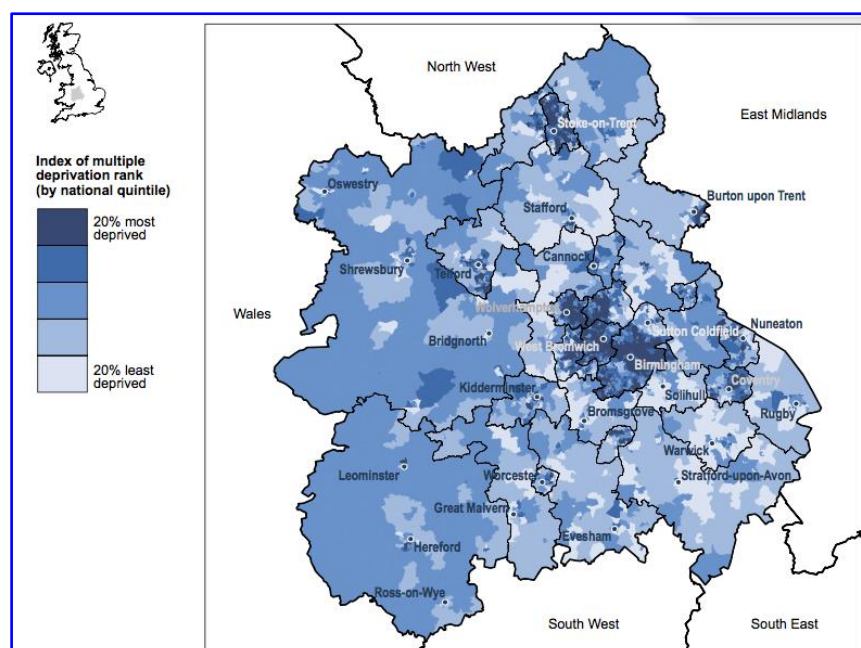 North West
East Midlands
Index of multiple
deprivation rank
(by national quintile)
20% most
deprived
20% least
deprived
Wales
Stoke-on-Trent
Oswestry
Burton upon Trent
Stafford
Shrewsbury
Telford
Cannock
Wolverhampton
Nuneaton
Sutton Coldfield
Bridgnorth
West Bromwich
Birmingham
Kidderminster
Solihull
Coventry
Bromsgrove
Rugby
Warwick
Leominster
Worcester
Stratford-upon-Avon
Great Malvern
Hereford
Evesham
Ross-on-Wye
South West
South East